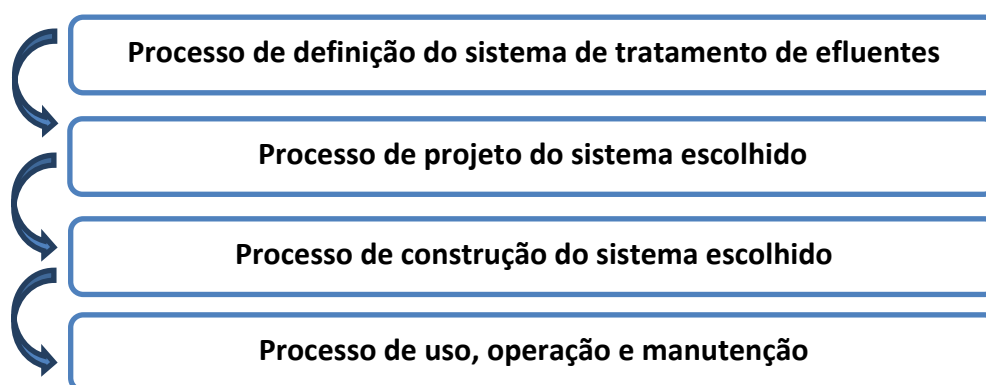 Processo de definição do sistema de tratamento de efluentes
Processo de projeto do sistema escolhido
Processo de construção do sistema escolhido
Processo de uso, operação e manutenção